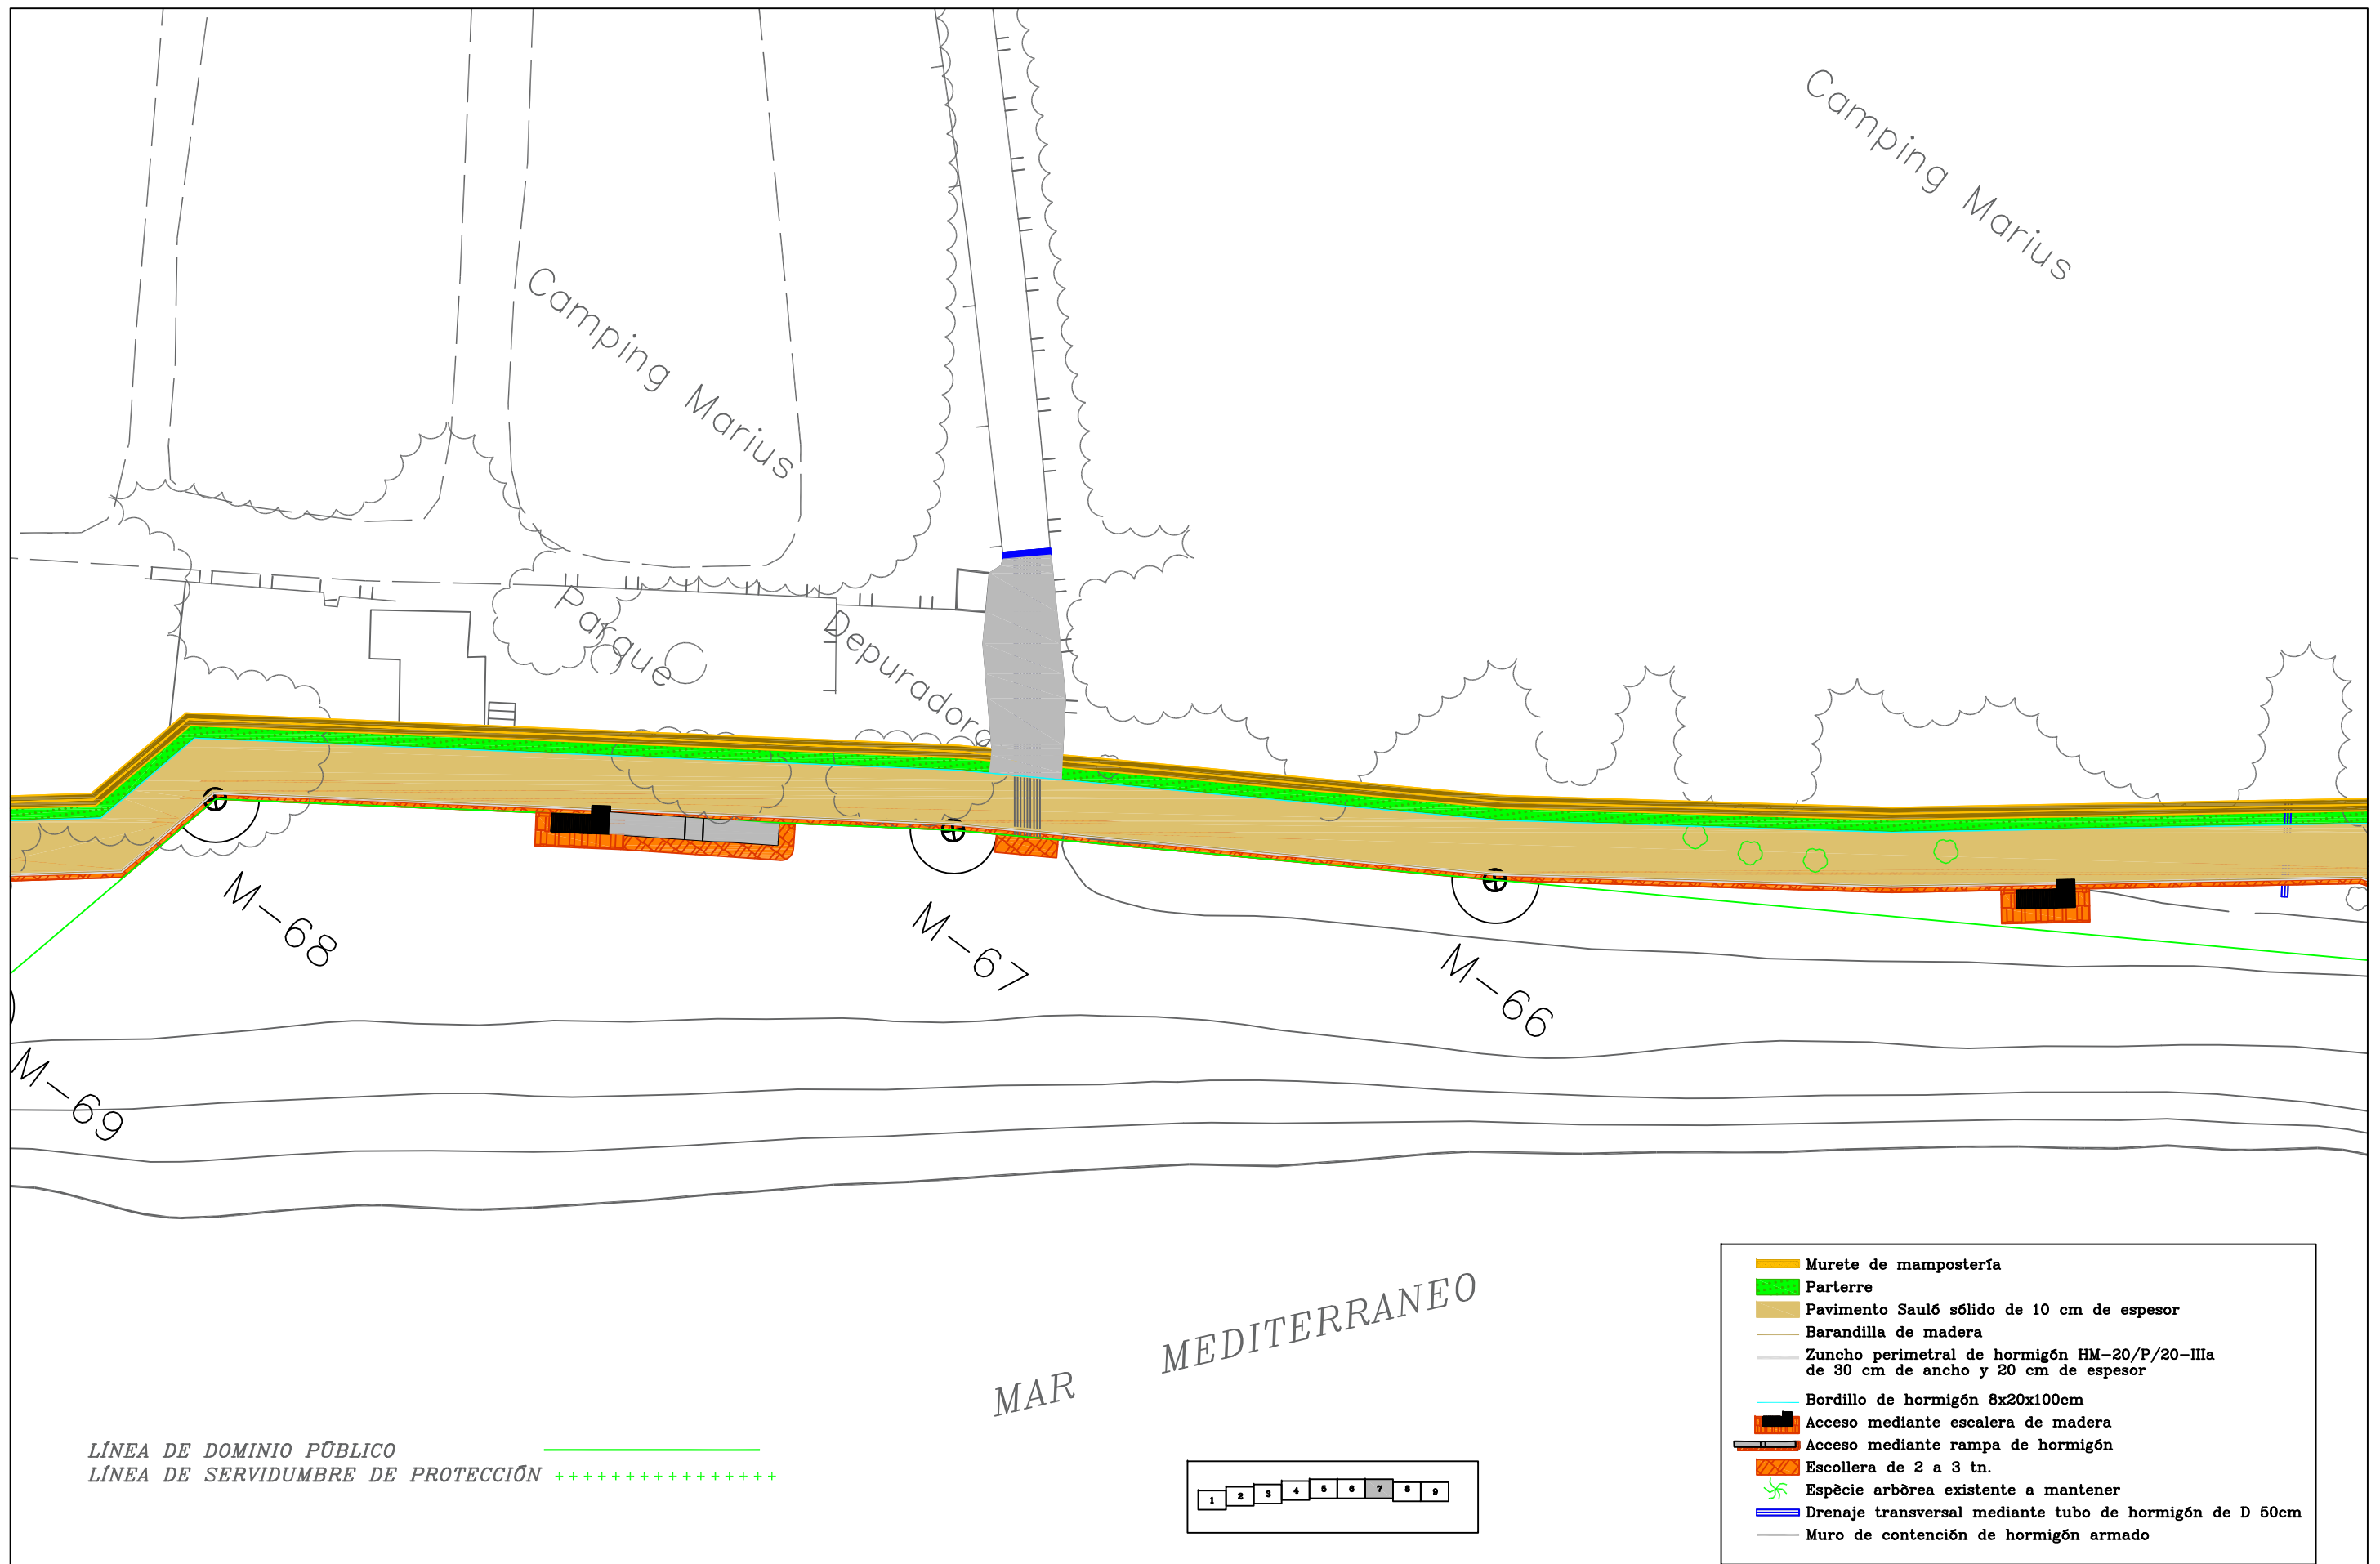 Camping Marius
Camping Marius
Parque
Depuradora
M-68
M-67
M-66
M-69
MAR MEDITERRANEO
LÍNEA DE DOMINIO PÚBLICO
LÍNEA DE SERVIDUMBRE DE PROTECCIÓN
1 2 3 4 5 6 7 8 9
Murete de mampostería
Parterre
Pavimento Sauló sólido de 10 cm de espesor
Barandilla de madera
Zuncho perimetral de hormigón HM-20/P/20-IIIa
de 30 cm de ancho y 20 cm de espesor
Bordillo de hormigón 8x20x100cm
Acceso mediante escalera de madera
Acceso mediante rampa de hormigón
Escollera de 2 a 3 tn.
Espècie arbòrea existente a mantener
Drenaje transversal mediante tubo de hormigón de D 50cm
Muro de contención de hormigón armado